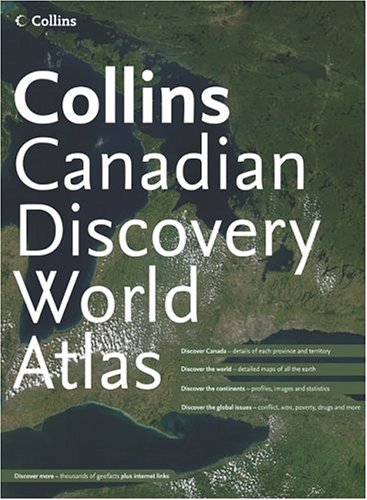 Collins
Collins
Canadian
Discovery
World
Atlas
Discover Canada – details of each province and territory
Discover the world – detailed maps of all the earth
Discover the continents – profiles, images and statistics
Discover the global issues – conflict, AIDS, poverty, drugs and more
Discover more – thousands of geofacts plus internet links